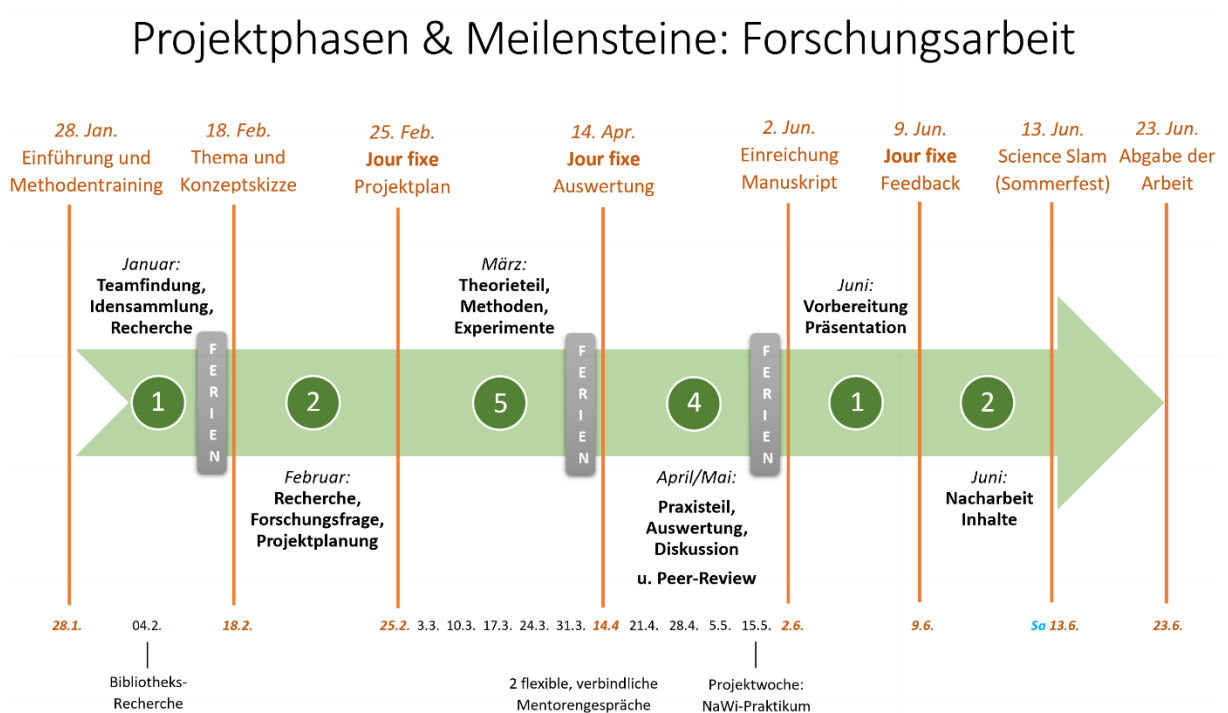 Projektphasen & Meilensteine: Forschungsarbeit
28. Jan.
Einführung und
Methodentraining
18. Feb.
Thema und
Konzeptskizze
25. Feb.
Jour fixe
Projektplan
14. Apr.
Jour fixe
Auswertung
2. Jun.
Einreichung
Manuskript
9. Jun.
Jour fixe
Feedback
13. Jun.
Science Slam
(Sommerfest)
23. Jun.
Abgabe der
Arbeit
Januar:
Teamfindung,
Idensammlung,
Recherche
März:
Theorieteil,
Methoden,
Experimente
Juni:
Vorbereitung
Präsentation
1
FERIEN
2
5
FERIEN
4
FERIEN
1
2
Februar:
Recherche,
Forschungsfrage,
Projektplanung
April/Mai:
Praxisteil,
Auswertung,
Diskussion
u. Peer-Review
Juni:
Nacharbeit
Inhalte
28.1. 04.2. 18.2. 25.2. 3.3. 10.3. 17.3. 24.3. 31.3. 14.4 21.4. 28.4. 5.5. 15.5. 2.6. 9.6. Sa 13.6. 23.6.
Bibliotheks-
Recherche
2 flexible, verbindliche
Mentorengespräche
Projektwoche:
NaWi-Praktikum